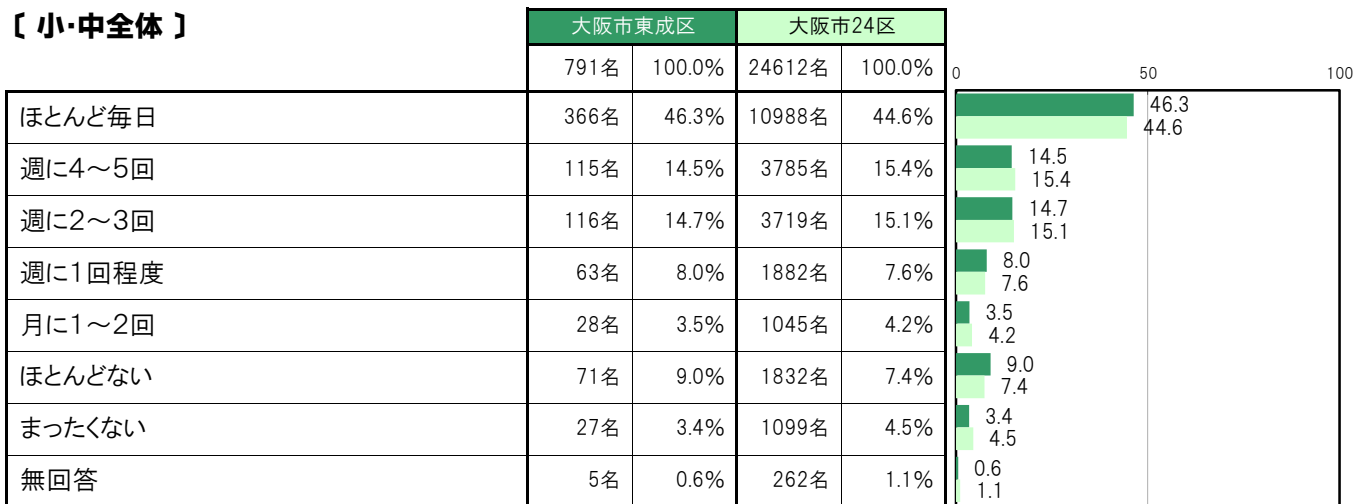 〔 小・中全体 〕
大阪市東成区 大阪市24区
791名 100.0% 24612名 100.0% 0 50 100
ほとんど毎日 366名 46.3% 10988名 44.6% 46.3
44.6
週に4～5回 115名 14.5% 3785名 15.4% 14.5
15.4
週に2～3回 116名 14.7% 3719名 15.1% 14.7
15.1
週に1回程度 63名 8.0% 1882名 7.6% 8.0
7.6
月に1～2回 28名 3.5% 1045名 4.2% 3.5
4.2
ほとんどない 71名 9.0% 1832名 7.4% 9.0
7.4
まったくない 27名 3.4% 1099名 4.5% 3.4
4.5
無回答 5名 0.6% 262名 1.1% 0.6
1.1